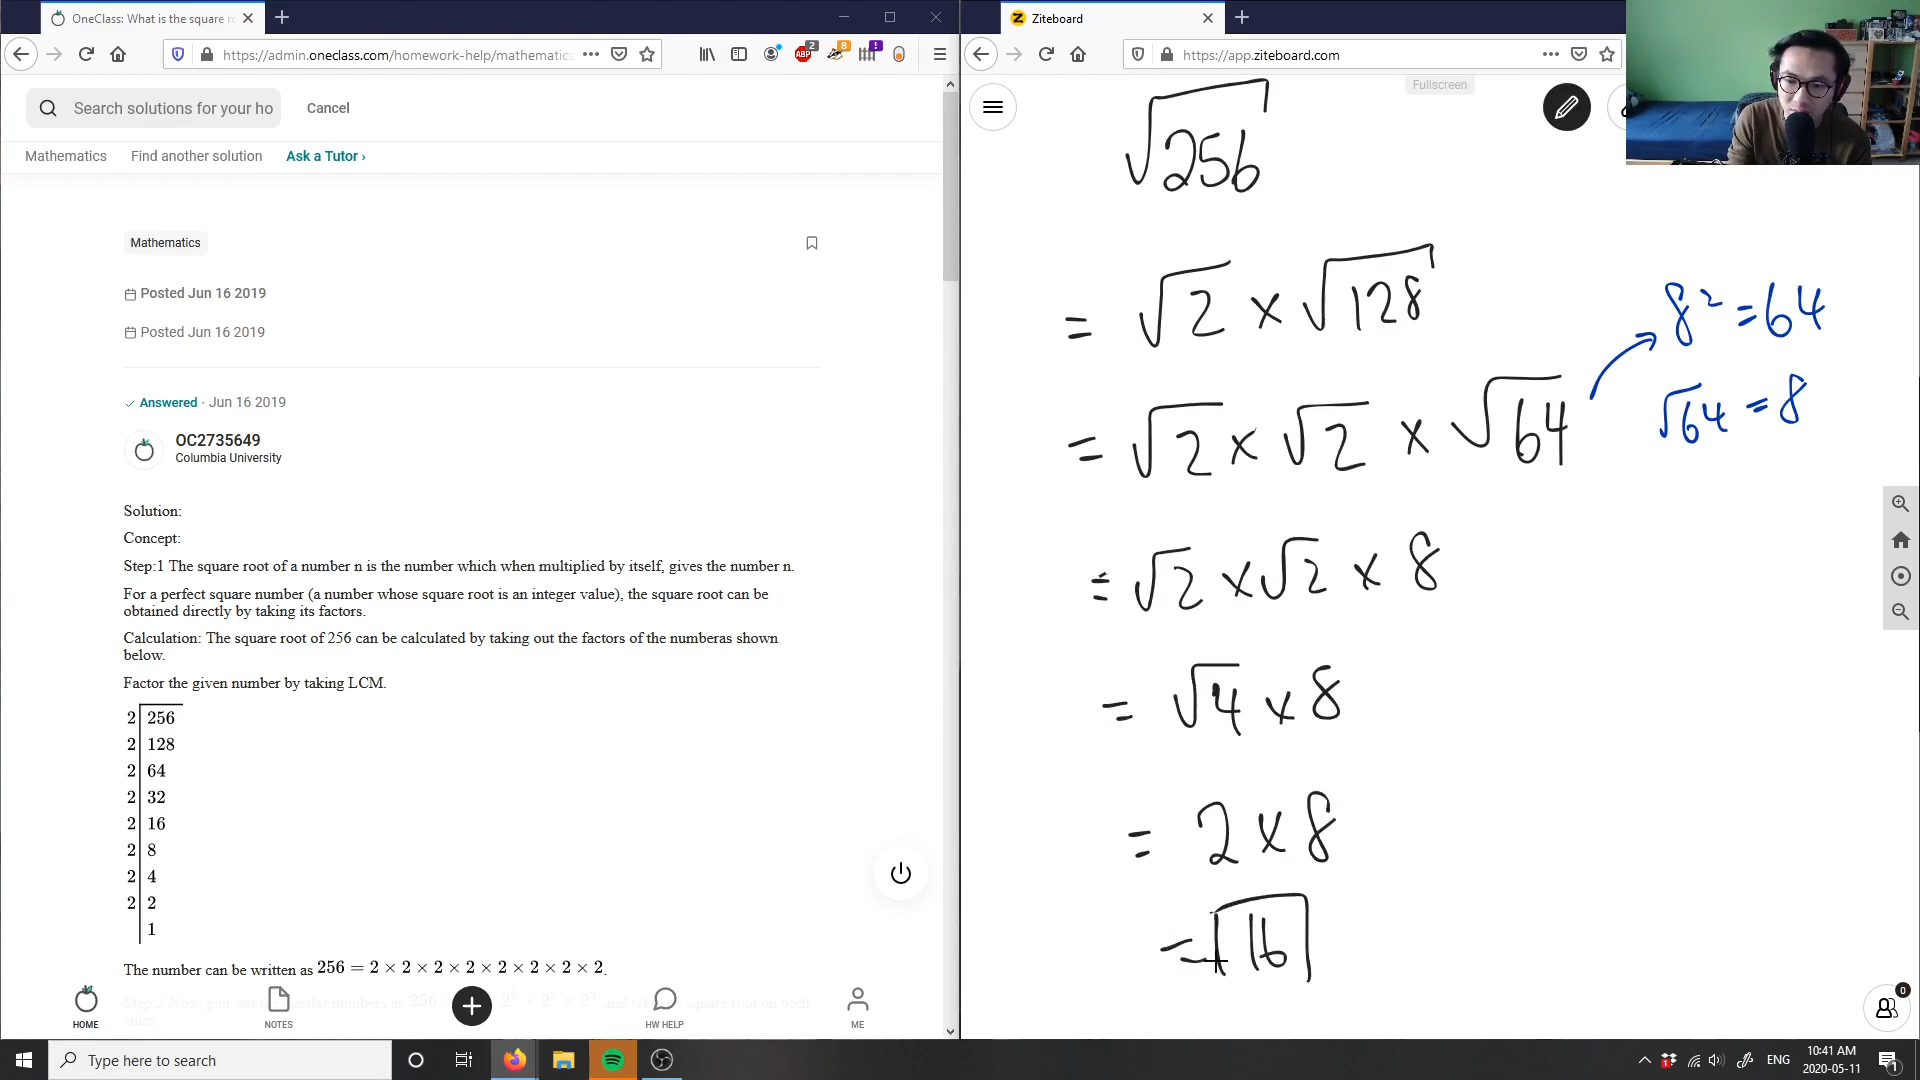 OneClass: What is the square r
https://admin.oneclass.com/homework-help/mathematics
ABP
2
8
!
Search solutions for your ho
Cancel
Mathematics
Find another solution
Ask a Tutor ›
Mathematics
Posted Jun 16 2019
Posted Jun 16 2019
Answered · Jun 16 2019
OC2735649
Columbia University
Solution:
Concept:
Step:1 The square root of a number n is the number which when multiplied by itself, gives the number n.
For a perfect square number (a number whose square root is an integer value), the square root can be
obtained directly by taking its factors.
Calculation: The square root of 256 can be calculated by taking out the factors of the numberas shown
below.
Factor the given number by taking LCM.
2 256
2 128
2 64
2 32
2 16
2 8
2 4
2 2
1
The number can be written as 256 = 2 × 2 × 2 × 2 × 2 × 2 × 2 × 2.
HOME
NOTES
HW HELP
ME
Ziteboard
https://app.ziteboard.com
Fullscreen
√256
= √2 x √128
= √2 x √2 x √64
8² = 64
√64 = 8
= √2 x √2 x 8
= √4 x 8
= 2 x 8
= 16
0
Type here to search
ENG
10:41 AM
2020-05-11
1